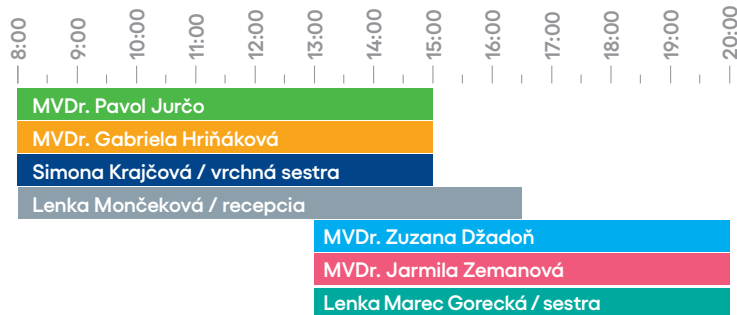 8:00
9:00
10:00
11:00
12:00
13:00
14:00
15:00
16:00
17:00
18:00
19:00
20:00
MVDr. Pavol Jurčo
MVDr. Gabriela Hriňáková
Simona Krajčová / vrchná sestra
Lenka Mončeková / recepcia
MVDr. Zuzana Džadoň
MVDr. Jarmila Zemanová
Lenka Marec Gorecká / sestra